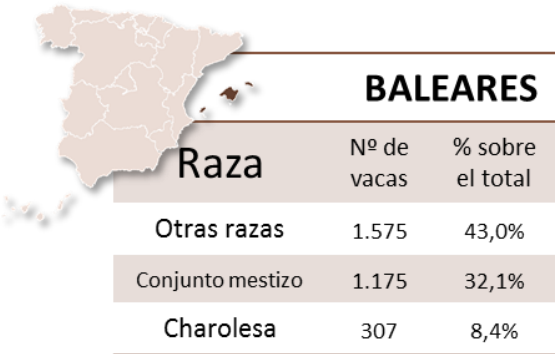 BALEARES
Raza Nº de vacas % sobre el total
Otras razas 1.575 43,0%
Conjunto mestizo 1.175 32,1%
Charolesa 307 8,4%